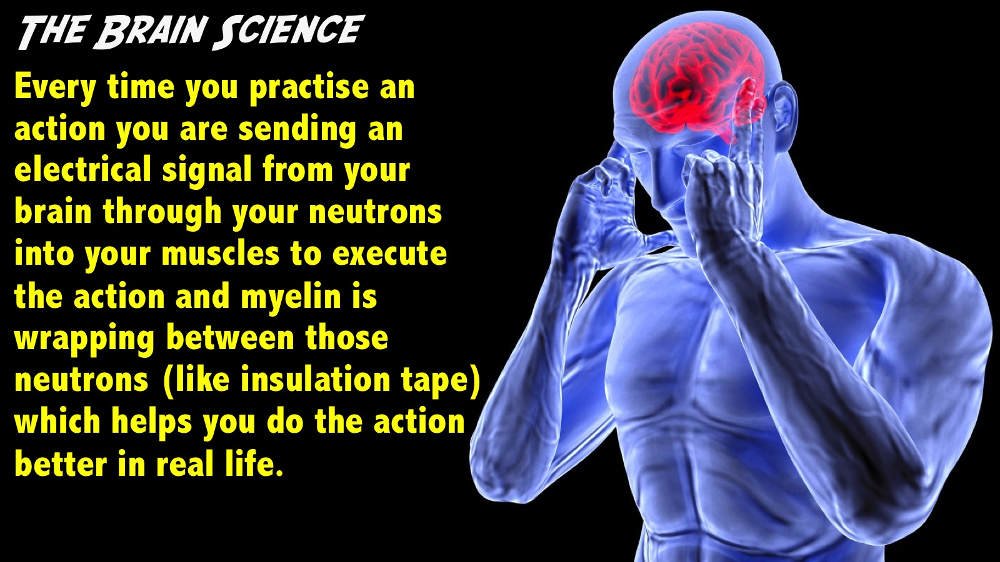 The Brain Science
Every time you practise an
action you are sending an
electrical signal from your
brain through your neutrons
into your muscles to execute
the action and myelin is
wrapping between those
neutrons (like insulation tape)
which helps you do the action
better in real life.